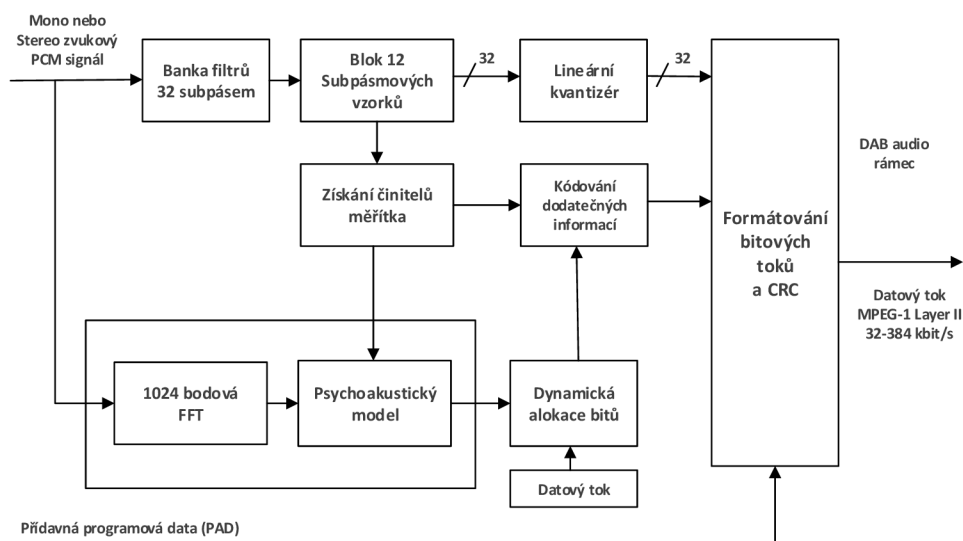 Mono nebo
Stereo zvukový
PCM signál
Banka filtrů
32 subpásem
Blok 12
Subpásmových
vzorků
32
Lineární
kvantizér
32
Získání činitelů
měřítka
Kódování
dodatečných
informací
Formátování
bitových
toků
a CRC
DAB audio
rámec
Datový tok
MPEG-1 Layer II
32-384 kbit/s
1024 bodová
FFT
Psychoakustický
model
Dynamická
alokace bitů
Datový tok
Přídavná programová data (PAD)